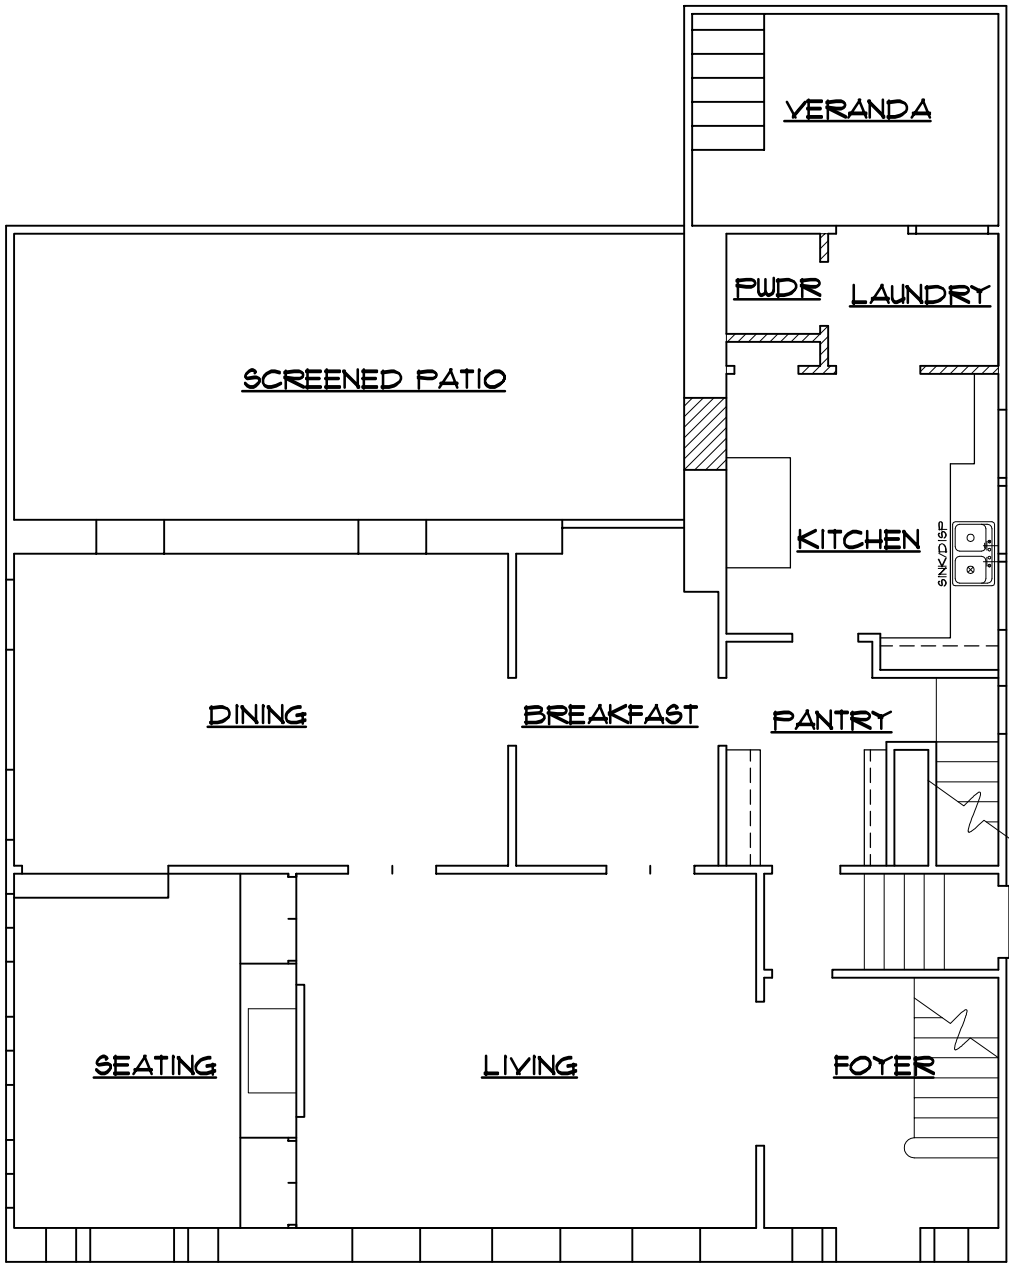 VERANDA
PWDR
LAUNDRY
SCREENED PATIO
KITCHEN
SINK/DISP
DINING
BREAKFAST
PANTRY
SEATING
LIVING
FOYER